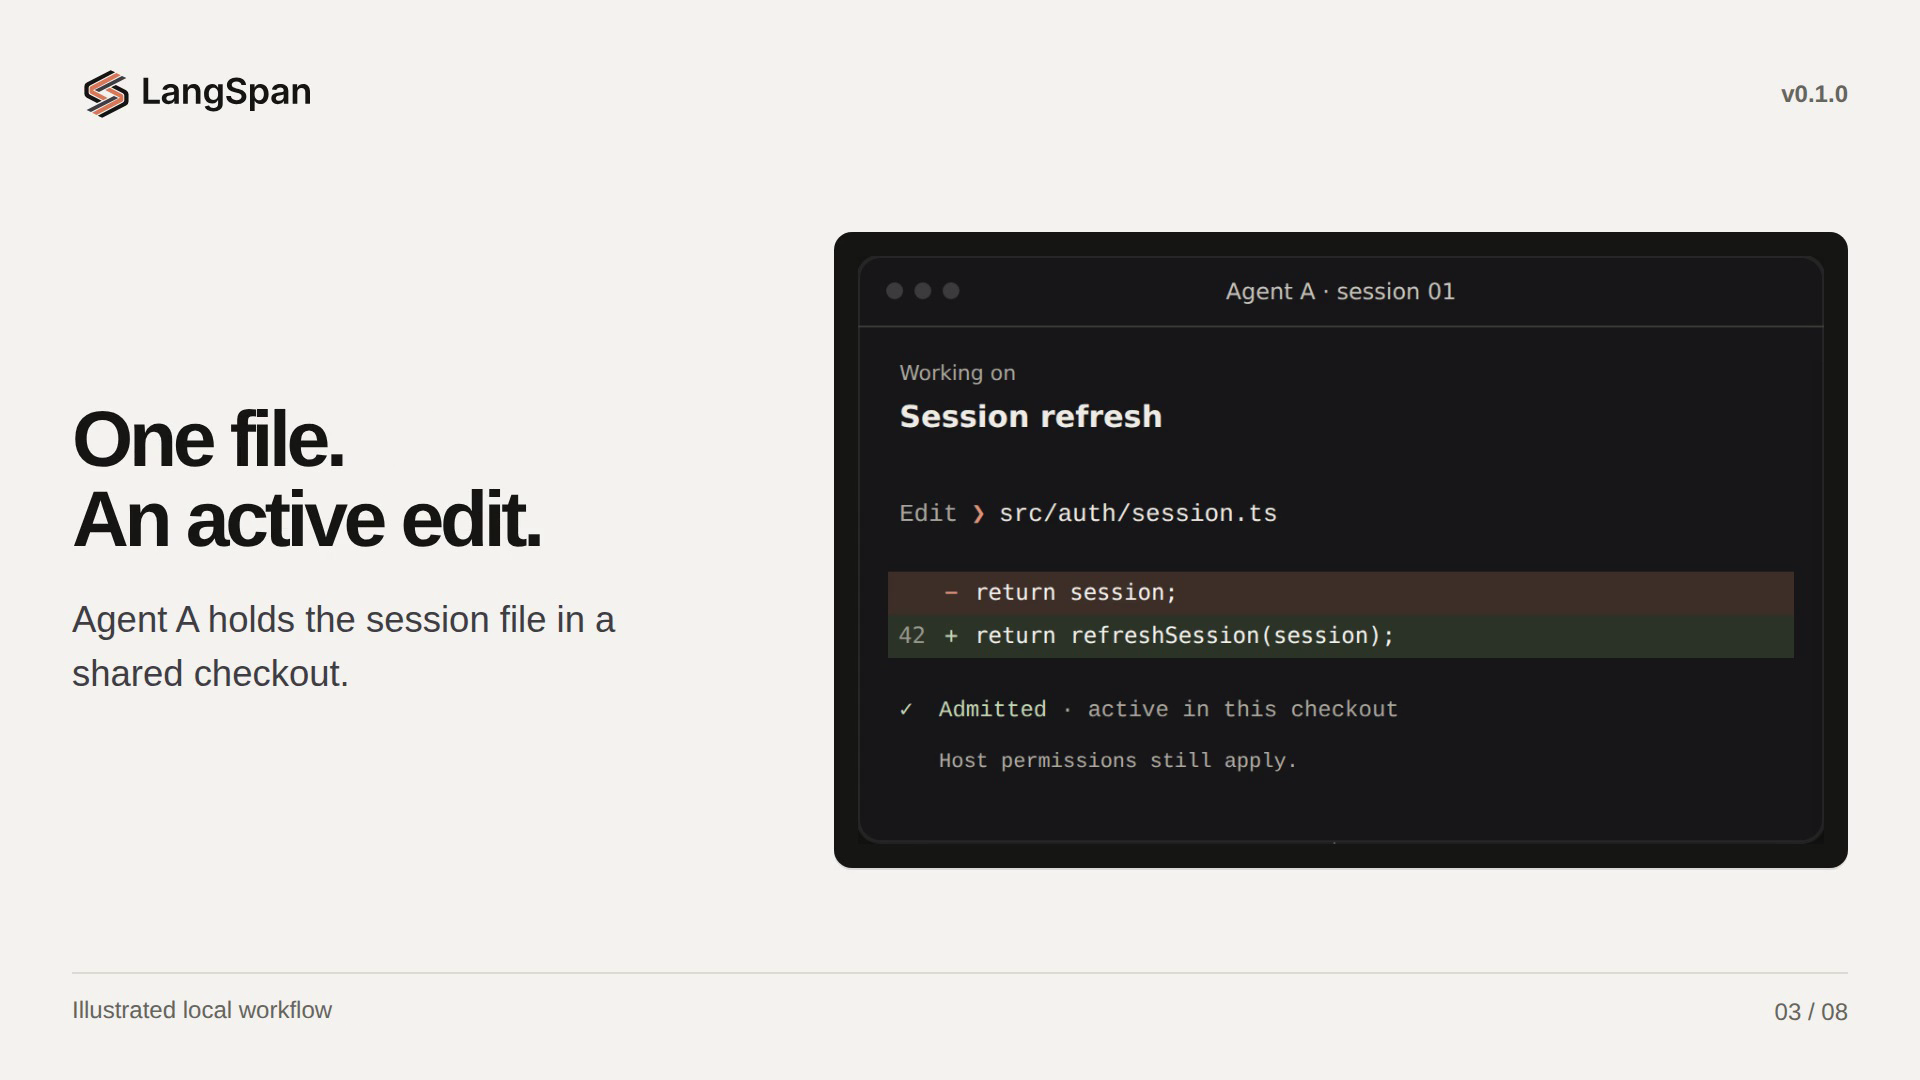 LangSpan
v0.1.0
One file.
An active edit.
Agent A holds the session file in a
shared checkout.
Agent A · session 01
Working on
Session refresh
Edit ❯ src/auth/session.ts
− return session;
42 + return refreshSession(session);
✓ Admitted · active in this checkout
Host permissions still apply.
Illustrated local workflow
03 / 08